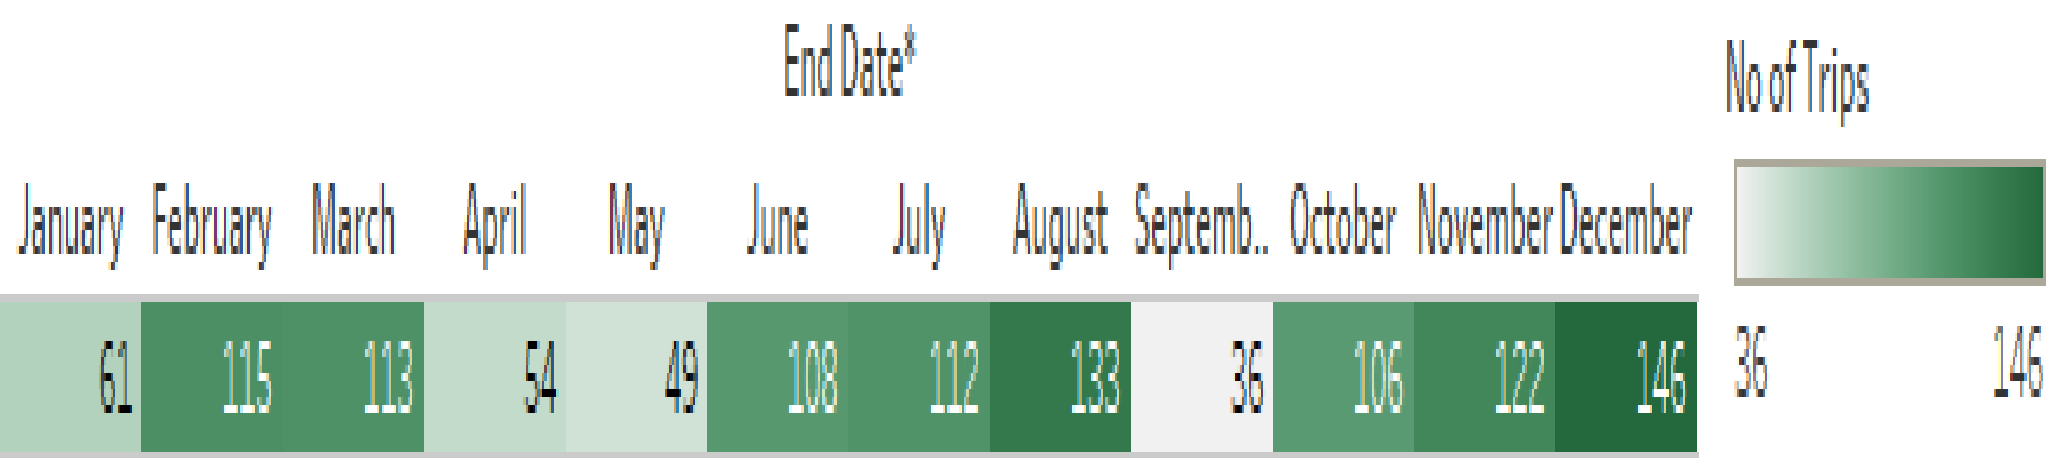 End Date*
No of Trips
January February March April May June July August Septemb.. October November December
61 115 113 54 49 108 112 133 36 106 122 146
36 146